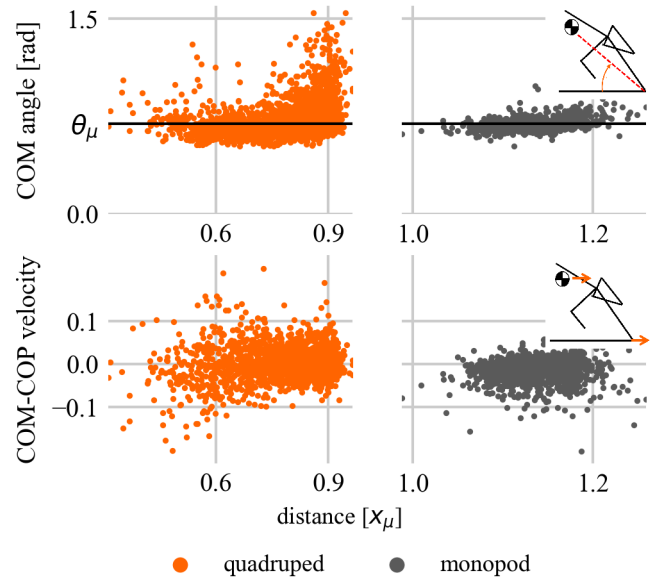 COM angle [rad]
1.5
θμ
0.0
0.6
0.9
1.0
1.2
COM-COP velocity
0.1
0.0
−0.1
0.6
0.9
1.0
1.2
distance [xμ]
quadruped
monopod